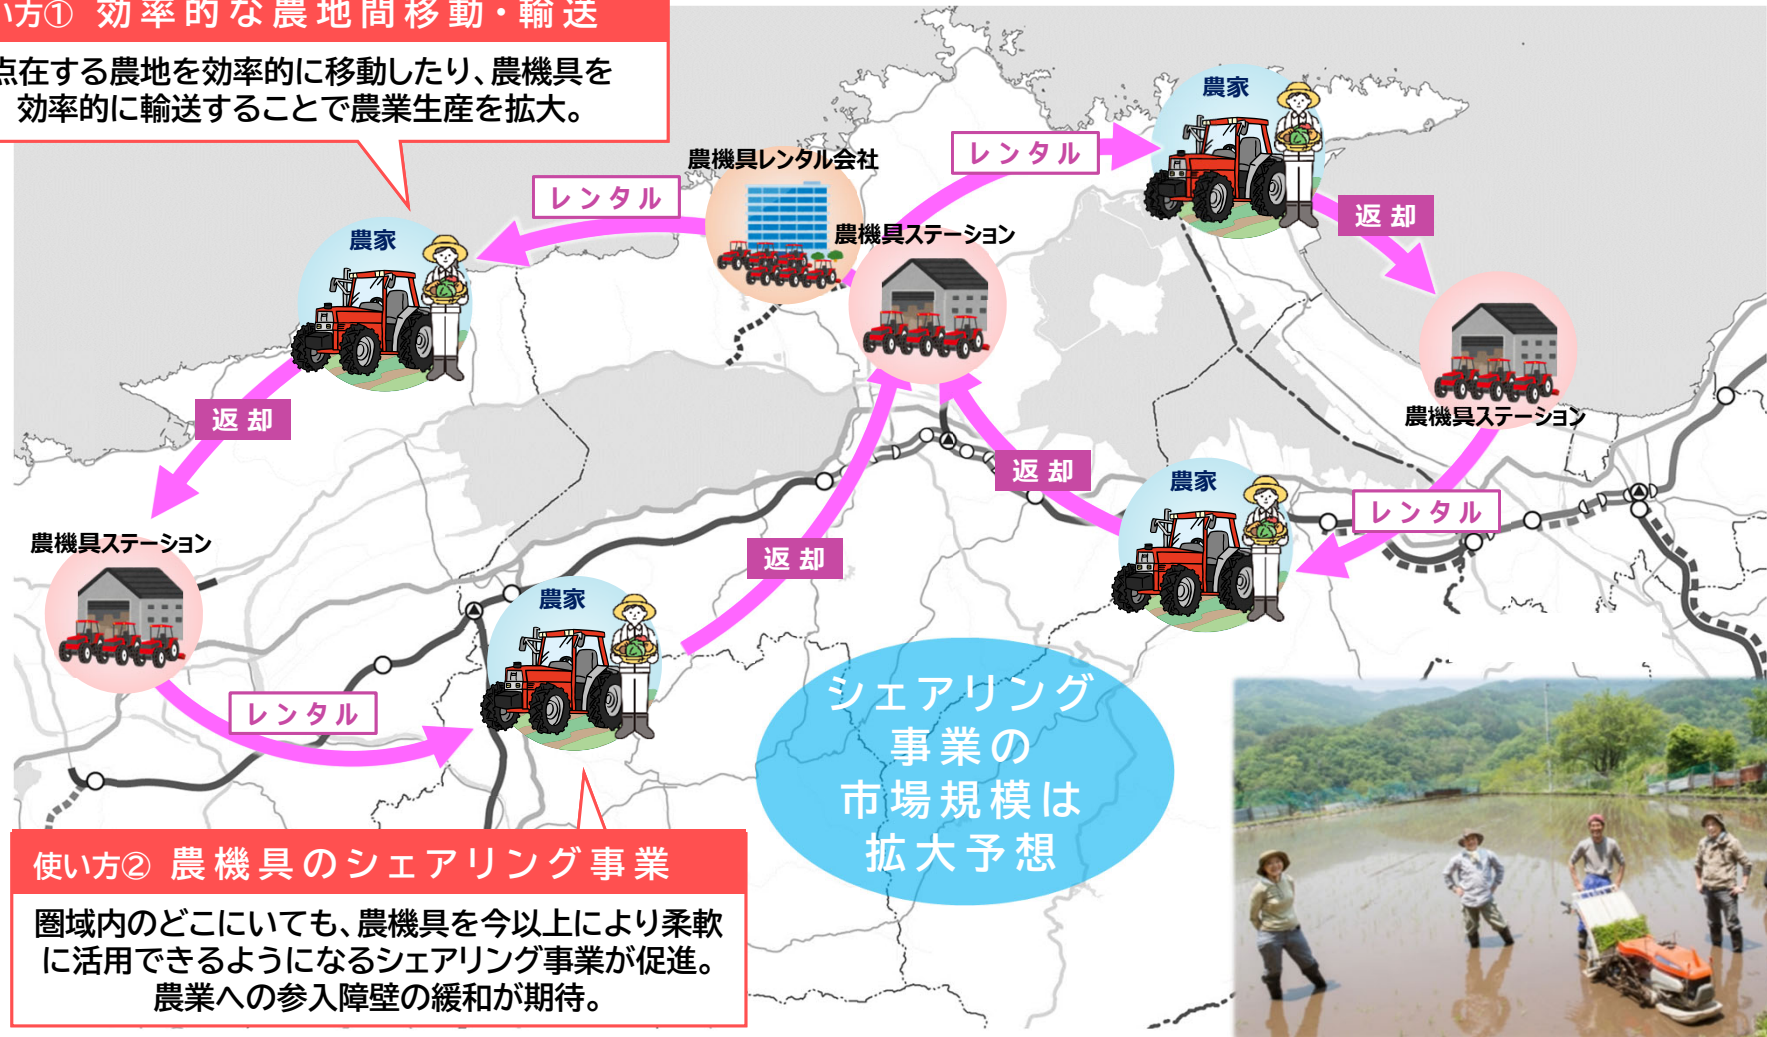 い方① 効率的な農地間移動・輸送
点在する農地を効率的に移動したり、農機具を
効率的に輸送することで農業生産を拡大。
農家
レンタル
農機具レンタル会社
レンタル
農家
農機具ステーション
返却
農家
返却
農機具ステーション
返却
農家
レンタル
農機具ステーション
返却
農家
レンタル
シェアリング
事業の
市場規模は
拡大予想
使い方② 農機具のシェアリング事業
圏域内のどこにいても、農機具を今以上により柔軟
に活用できるようになるシェアリング事業が促進。
農業への参入障壁の緩和が期待。